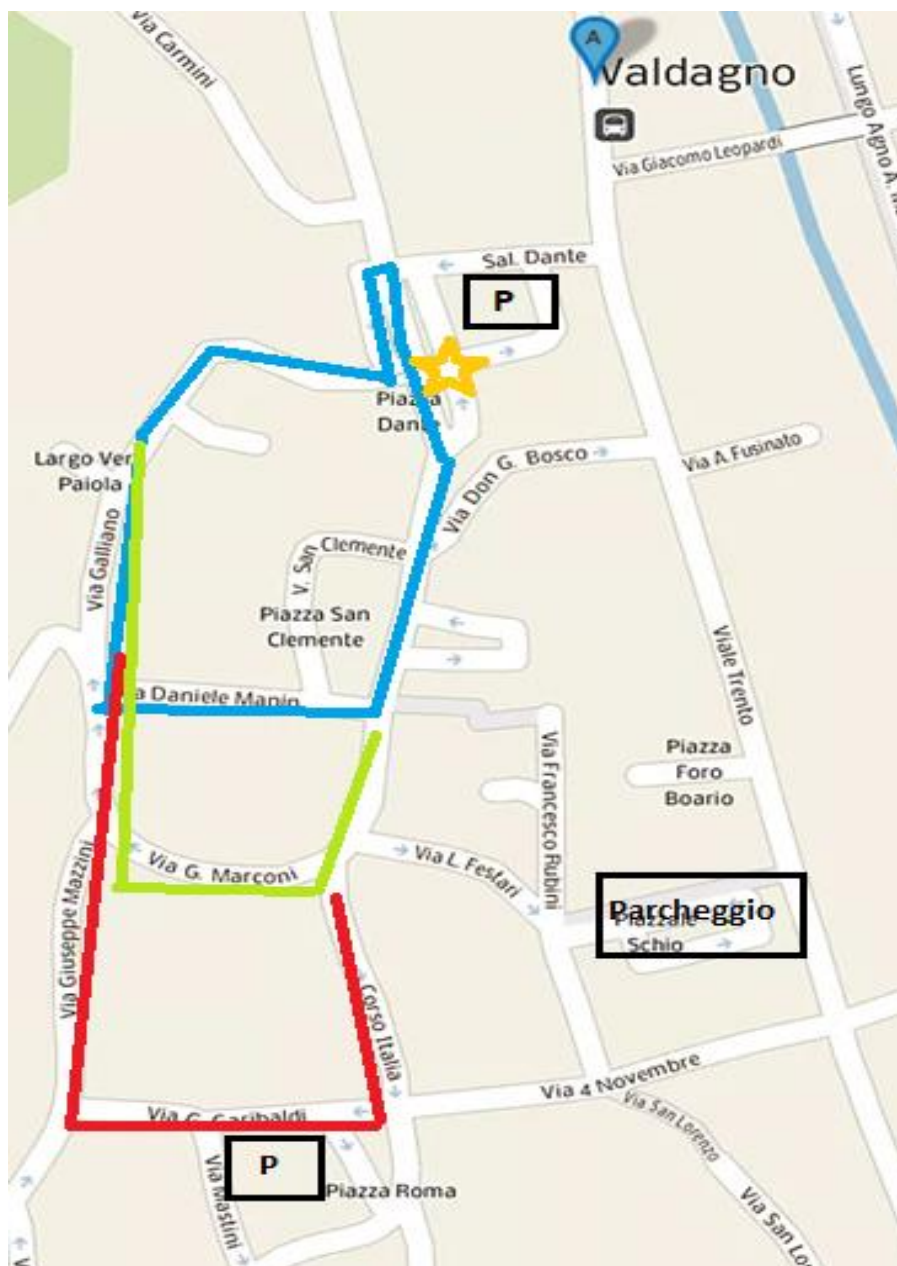 Via Carmini
A
Valdagno
Lungo Agno A.
Via Giacomo Leopardi
Sal. Dante
P
Piazza
Dante
Largo Ver
Paiola
Via Don G. Bosco
Via A. Fusinato
Via Galliano
V. San Clemente
Piazza San
Clemente
Viale Trento
a Daniele Manin
Via Francesco Rubini
Piazza
Foro
Boario
Via G. Marconi
Via L. Festari
Parcheggio
Piazzale
Schio
Via Giuseppe Mazzini
Corso Italia
Via 4 Novembre
Via G. Garibaldi
Via San Lorenzo
P
Via Mastini
Piazza Roma
Via San Lo